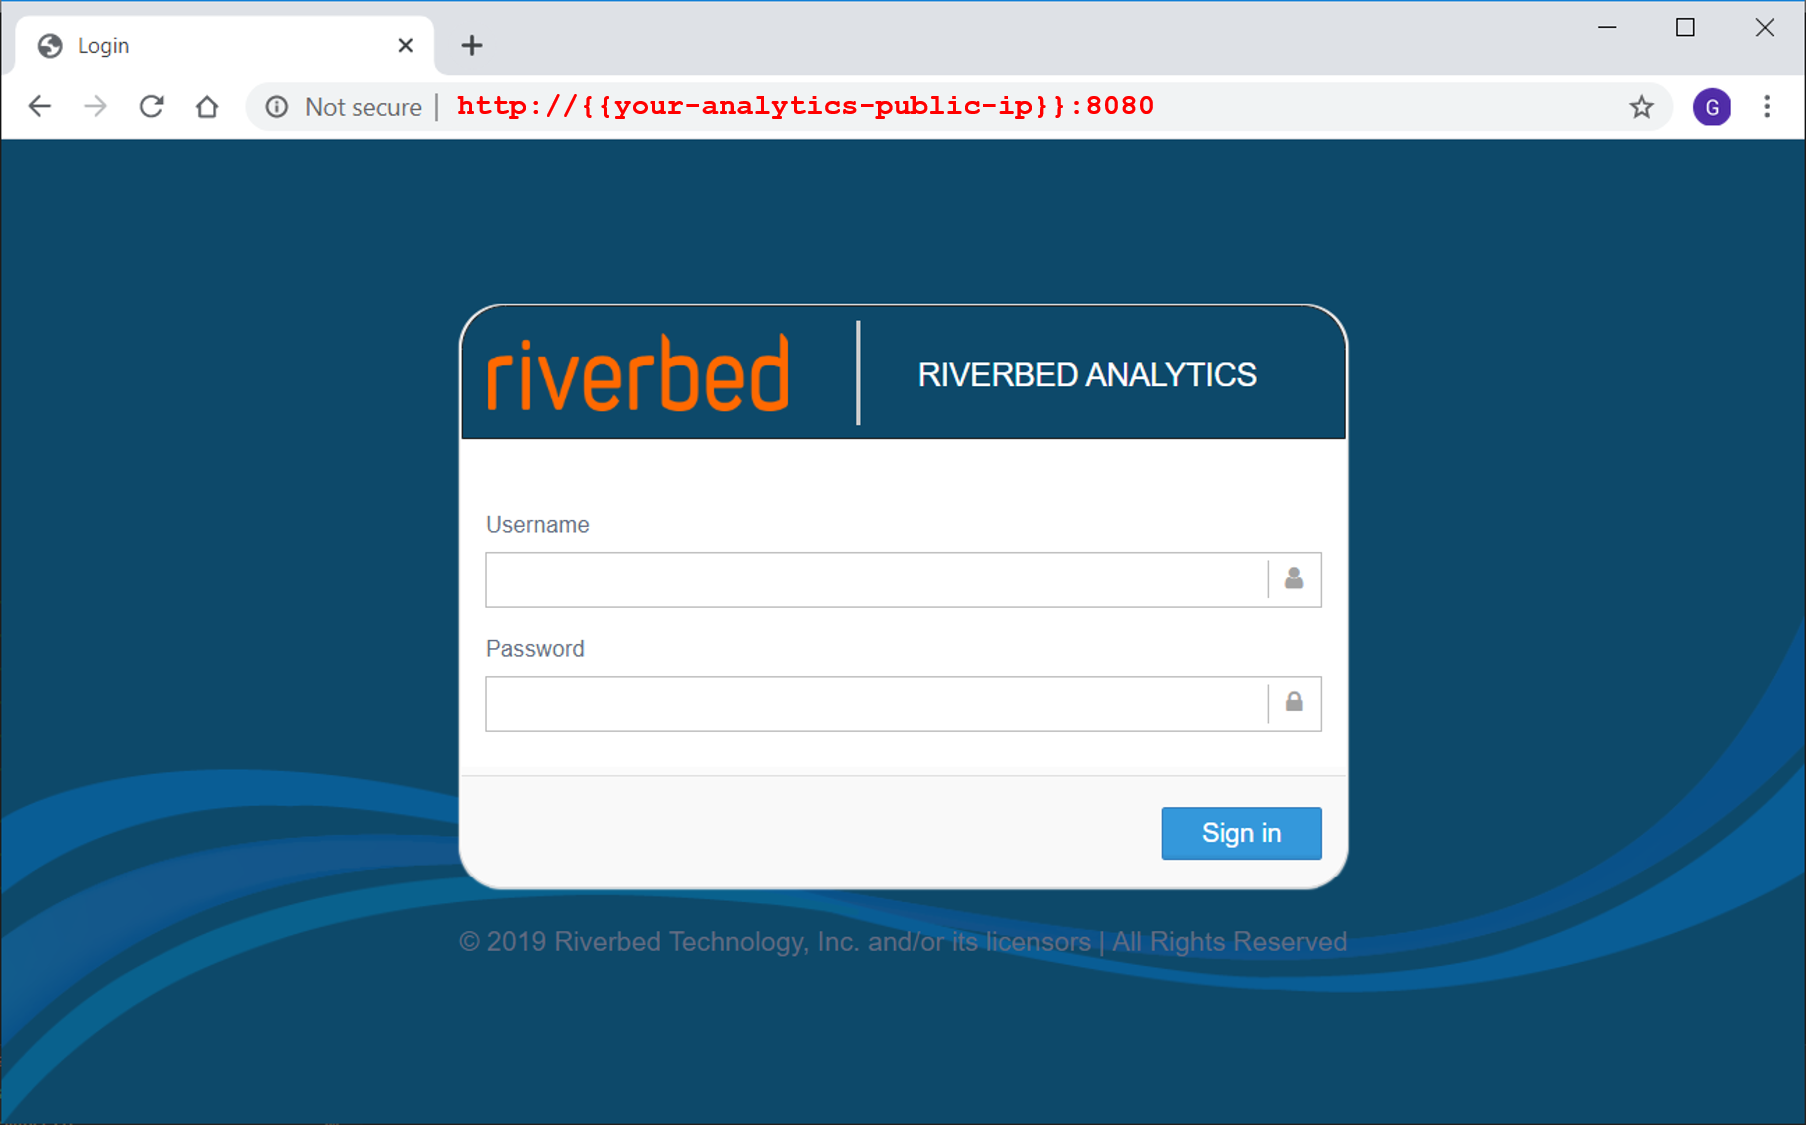 Login
Not secure | http://{{your-analytics-public-ip}}:8080
G
riverbed
RIVERBED ANALYTICS
Username
Password
Sign in
© 2019 Riverbed Technology, Inc. and/or its licensors | All Rights Reserved